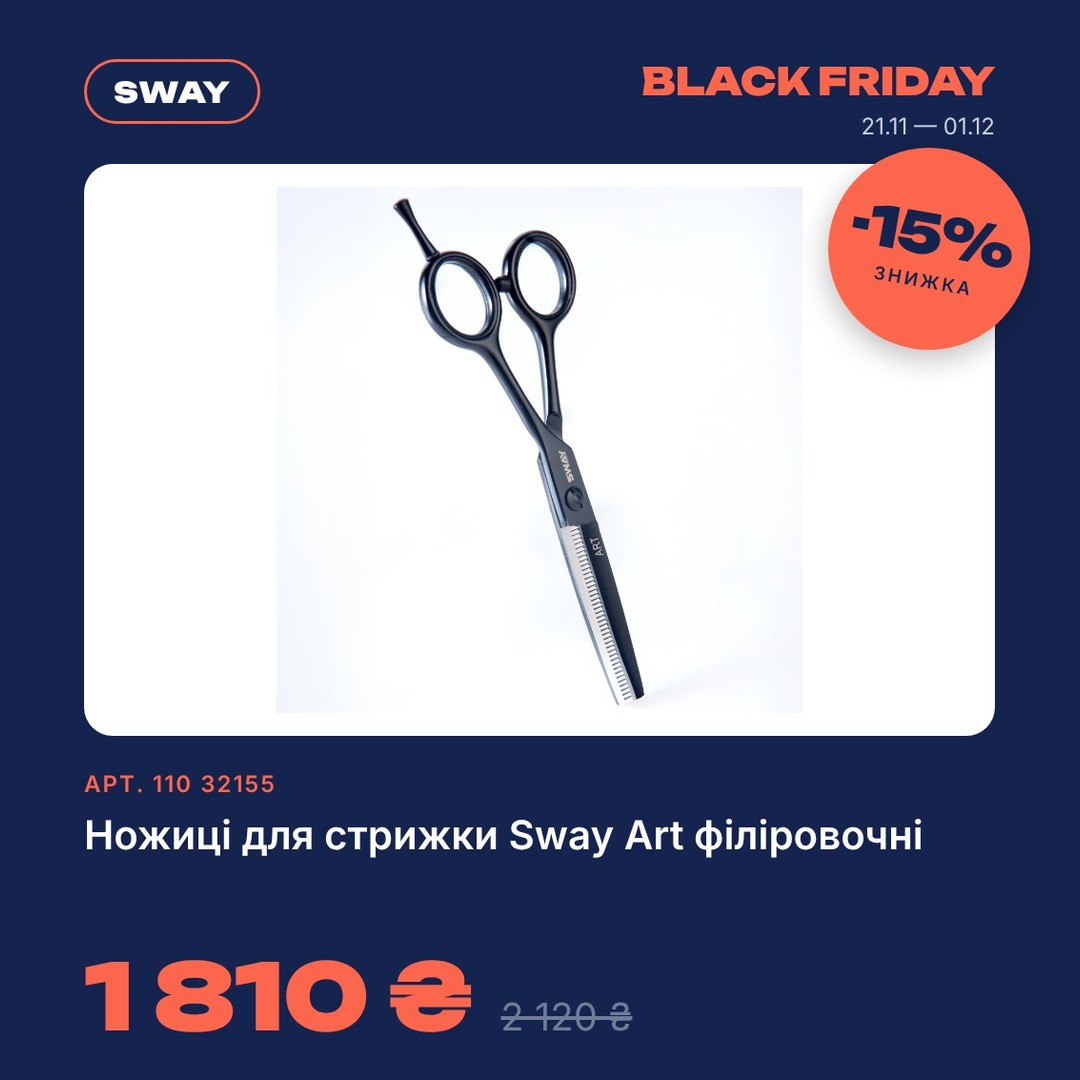 SWAY
BLACK FRIDAY
21.11 — 01.12
-15%
ЗНИЖКА
SWAY
ART
АРТ. 110 32155
Ножиці для стрижки Sway Art філіровочні
1 810 ₴
2 120 ₴